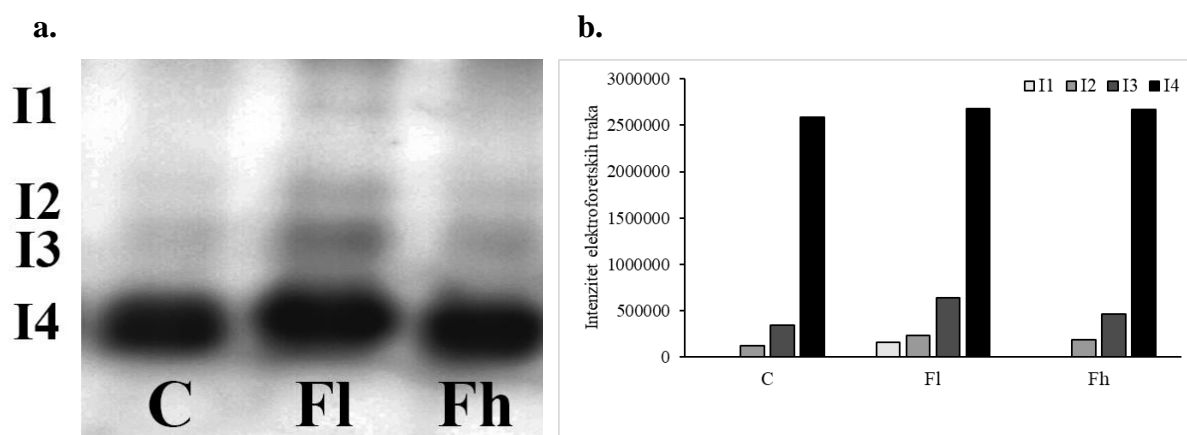 a.
I1
I2
I3
I4
C Fl Fh
b.
3000000
2500000
2000000
1500000
1000000
500000
0
Intenzitet elektroforetskih traka
I1 I2 I3 I4
C Fl Fh